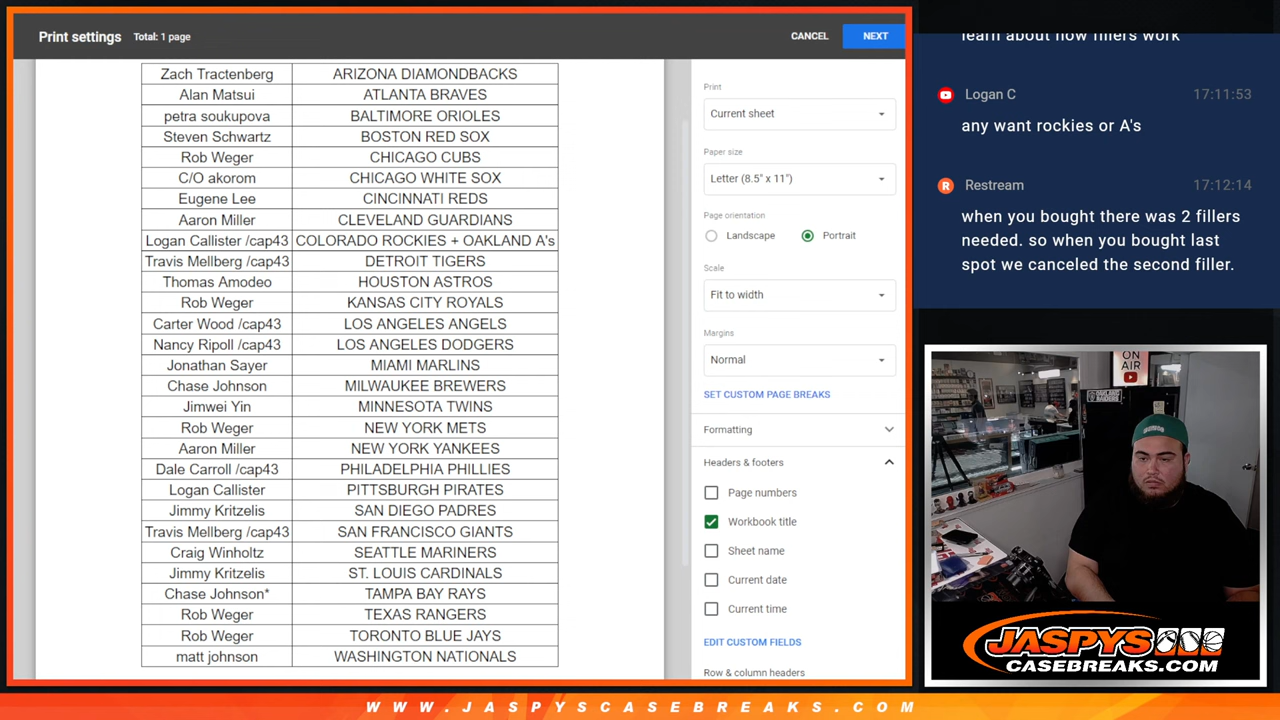 Print settings Total: 1 page CANCEL NEXT
Zach Tractenberg ARIZONA DIAMONDBACKS
Alan Matsui ATLANTA BRAVES
petra soukupova BALTIMORE ORIOLES
Steven Schwartz BOSTON RED SOX
Rob Weger CHICAGO CUBS
C/O akorom CHICAGO WHITE SOX
Eugene Lee CINCINNATI REDS
Aaron Miller CLEVELAND GUARDIANS
Logan Callister /cap43 COLORADO ROCKIES + OAKLAND A's
Travis Mellberg /cap43 DETROIT TIGERS
Thomas Amodeo HOUSTON ASTROS
Rob Weger KANSAS CITY ROYALS
Carter Wood /cap43 LOS ANGELES ANGELS
Nancy Ripoll /cap43 LOS ANGELES DODGERS
Jonathan Sayer MIAMI MARLINS
Chase Johnson MILWAUKEE BREWERS
Jimwei Yin MINNESOTA TWINS
Rob Weger NEW YORK METS
Aaron Miller NEW YORK YANKEES
Dale Carroll /cap43 PHILADELPHIA PHILLIES
Logan Callister PITTSBURGH PIRATES
Jimmy Kritzelis SAN DIEGO PADRES
Travis Mellberg /cap43 SAN FRANCISCO GIANTS
Craig Winholtz SEATTLE MARINERS
Jimmy Kritzelis ST. LOUIS CARDINALS
Chase Johnson* TAMPA BAY RAYS
Rob Weger TEXAS RANGERS
Rob Weger TORONTO BLUE JAYS
matt johnson WASHINGTON NATIONALS
Print
Current sheet
Paper size
Letter (8.5" x 11")
Page orientation
Landscape Portrait
Scale
Fit to width
Margins
Normal
SET CUSTOM PAGE BREAKS
Formatting
Headers & footers
Page numbers
Workbook title
Sheet name
Current date
Current time
EDIT CUSTOM FIELDS
Row & column headers
learn about how fillers work
Logan C 17:11:53
any want rockies or A's
Restream 17:12:14
when you bought there was 2 fillers
needed. so when you bought last
spot we canceled the second filler.
ON
AIR
JASPYS
CASEBREAKS.COM
WWW.JASPYSCASEBREAKS.COM